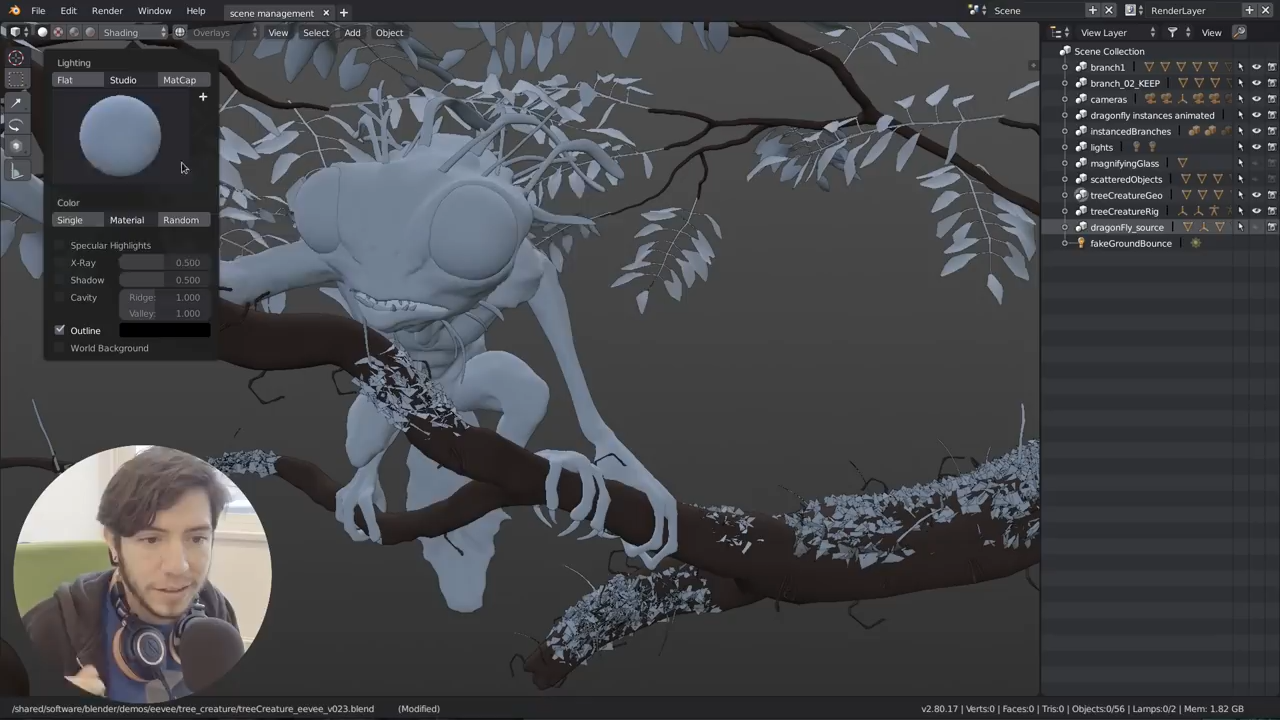 File Edit Render Window Help scene management Scene RenderLayer
Shading Overlays View Select Add Object View Layer View
Lighting
Flat Studio MatCap
Color
Single Material Random
Specular Highlights
X-Ray 0.500
Shadow 0.500
Cavity Ridge: 1.000
Valley: 1.000
Outline
World Background
Scene Collection
branch1
branch_02_KEEP
cameras
dragonfly instances animated
instancedBranches
lights
magnifyingGlass
scatteredObjects
treeCreatureGeo
treeCreatureRig
dragonFly_source
fakeGroundBounce
/shared/software/blender/demos/eevee/tree_creature/treeCreature_eevee_v023.blend (Modified) v2.80.17 | Verts:0 | Faces:0 | Tris:0 | Objects:0/56 | Lamps:0/2 | Mem: 1.82 GB